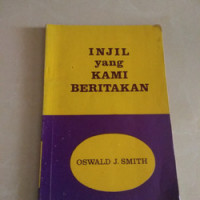 INJIL
yang
KAMI
BERITAKAN
OSWALD J. SMITH